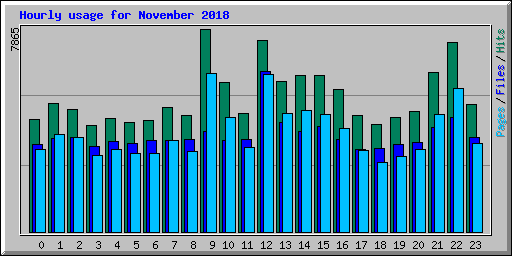 Hourly usage for November 2018
7865
Pages/Files/Hits
0 1 2 3 4 5 6 7 8 9 10 11 12 13 14 15 16 17 18 19 20 21 22 23